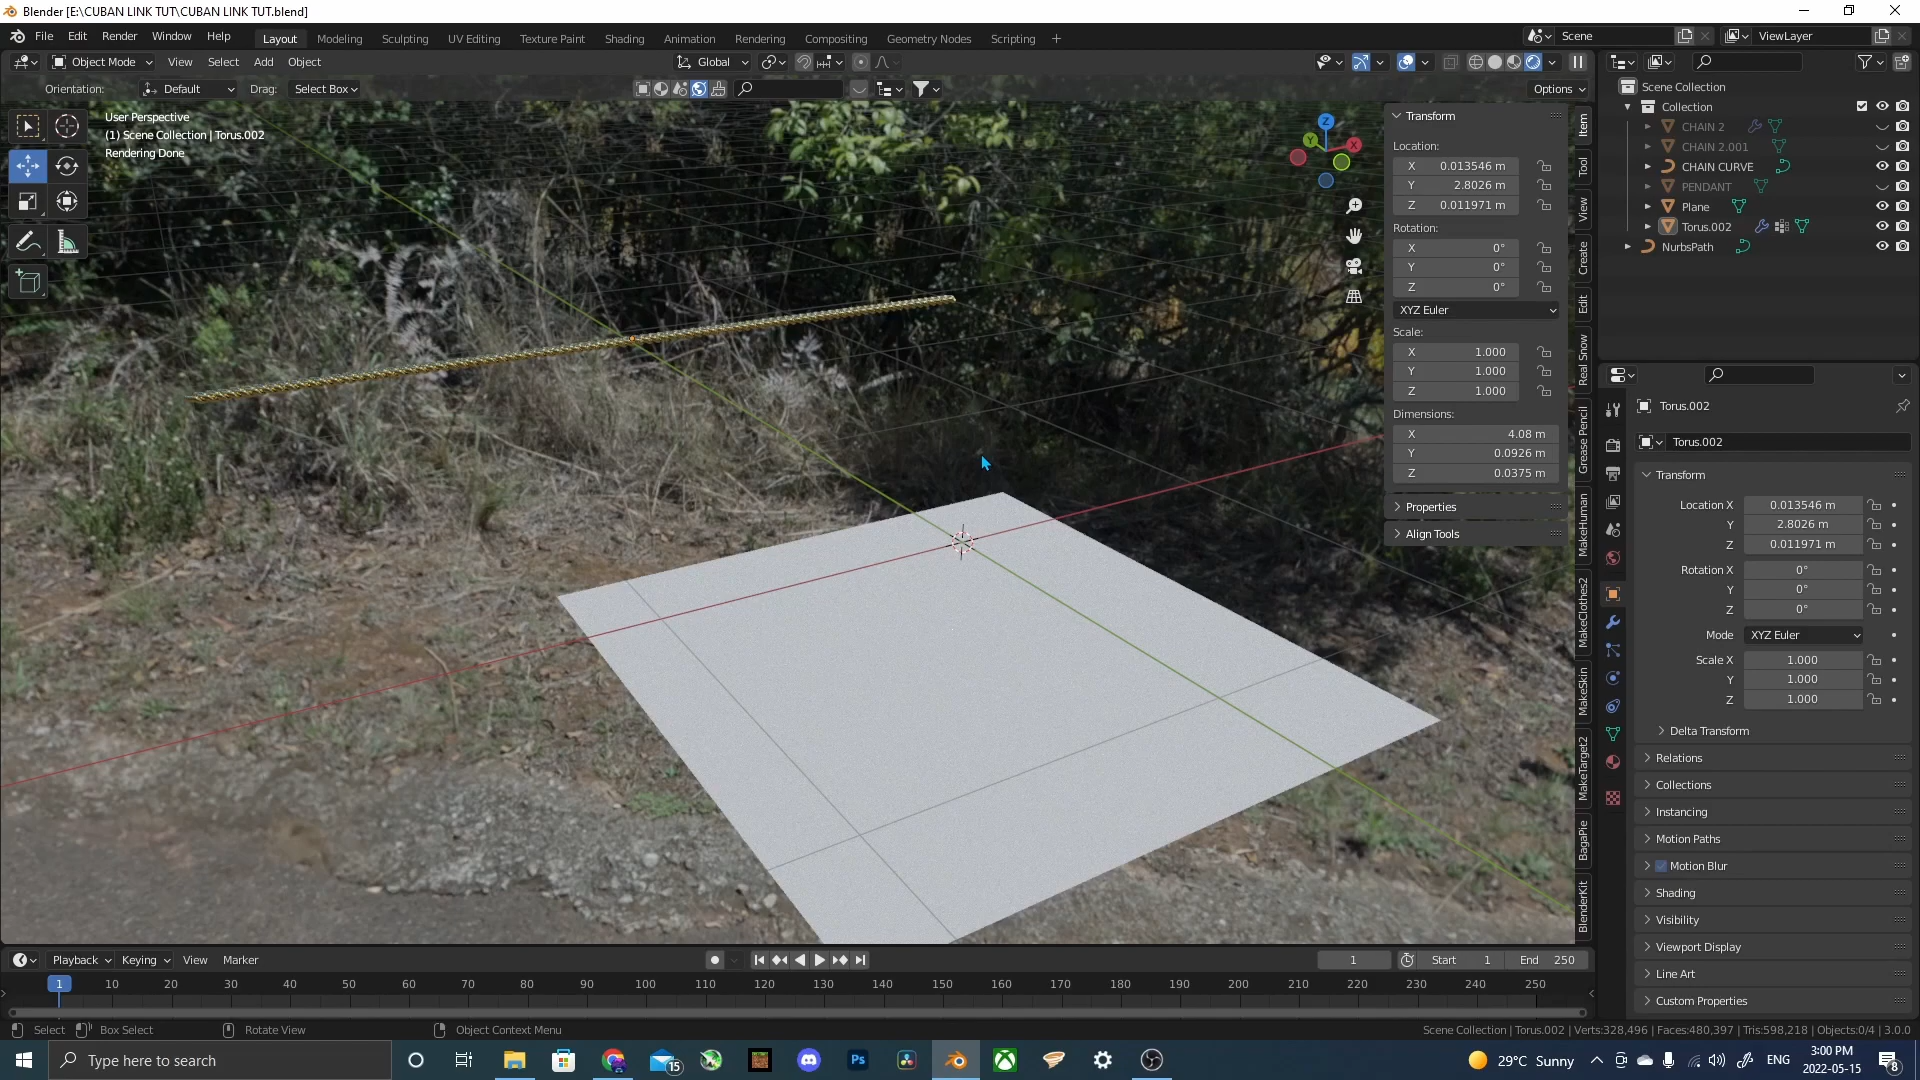 Blender [E:\CUBAN LINK TUT\CUBAN LINK TUT.blend]
File Edit Render Window Help Layout Modeling Sculpting UV Editing Texture Paint Shading Animation Rendering Compositing Geometry Nodes Scripting + Scene ViewLayer
Object Mode View Select Add Object Global
Orientation: Default Drag: Select Box Options
User Perspective
(1) Scene Collection | Torus.002
Rendering Done
Z
Y
X
Transform
Location:
X 0.013546 m
Y 2.8026 m
Z 0.011971 m
Rotation:
X 0°
Y 0°
Z 0°
XYZ Euler
Scale:
X 1.000
Y 1.000
Z 1.000
Dimensions:
X 4.08 m
Y 0.0926 m
Z 0.0375 m
Properties
Align Tools
Item
Tool
View
Create
Edit
Real Snow
Grease Pencil
MakeHuman
MakeClothes2
MakeSkin
MakeTarget2
BagaPie
BlenderKit
Scene Collection
Collection
CHAIN 2
CHAIN 2.001
CHAIN CURVE
PENDANT
Plane
Torus.002
NurbsPath
Torus.002
Torus.002
Transform
Location X 0.013546 m
Y 2.8026 m
Z 0.011971 m
Rotation X 0°
Y 0°
Z 0°
Mode XYZ Euler
Scale X 1.000
Y 1.000
Z 1.000
Delta Transform
Relations
Collections
Instancing
Motion Paths
Motion Blur
Shading
Visibility
Viewport Display
Line Art
Custom Properties
Playback Keying View Marker 1 Start 1 End 250
1 10 20 30 40 50 60 70 80 90 100 110 120 130 140 150 160 170 180 190 200 210 220 230 240 250
Select Box Select Rotate View Object Context Menu Scene Collection | Torus.002 | Verts:328,496 | Faces:480,397 | Tris:598,218 | Objects:0/4 | 3.0.0
Type here to search 15 Ps 29°C Sunny ENG 3:00 PM
2022-05-15 8